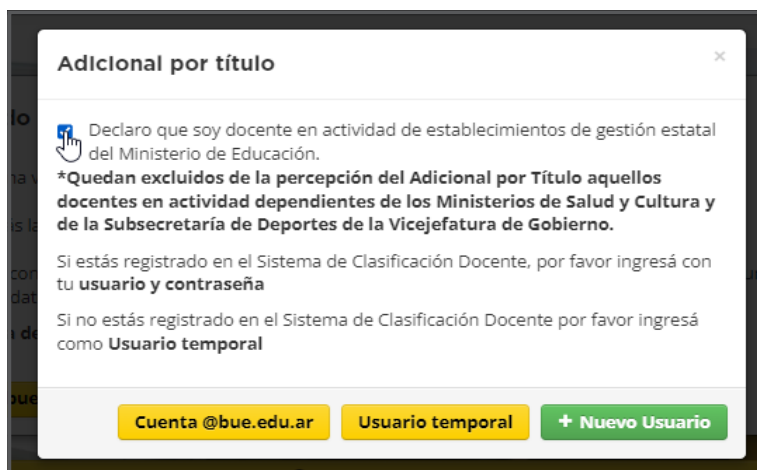 Adicional por título
×
Declaro que soy docente en actividad de establecimientos de gestión estatal
del Ministerio de Educación.
*Quedan excluidos de la percepción del Adicional por Título aquellos
docentes en actividad dependientes de los Ministerios de Salud y Cultura y
de la Subsecretaría de Deportes de la Vicejefatura de Gobierno.
Si estás registrado en el Sistema de Clasificación Docente, por favor ingresá con
tu usuario y contraseña
Si no estás registrado en el Sistema de Clasificación Docente por favor ingresá
como Usuario temporal
Cuenta @bue.edu.ar
Usuario temporal
+ Nuevo Usuario